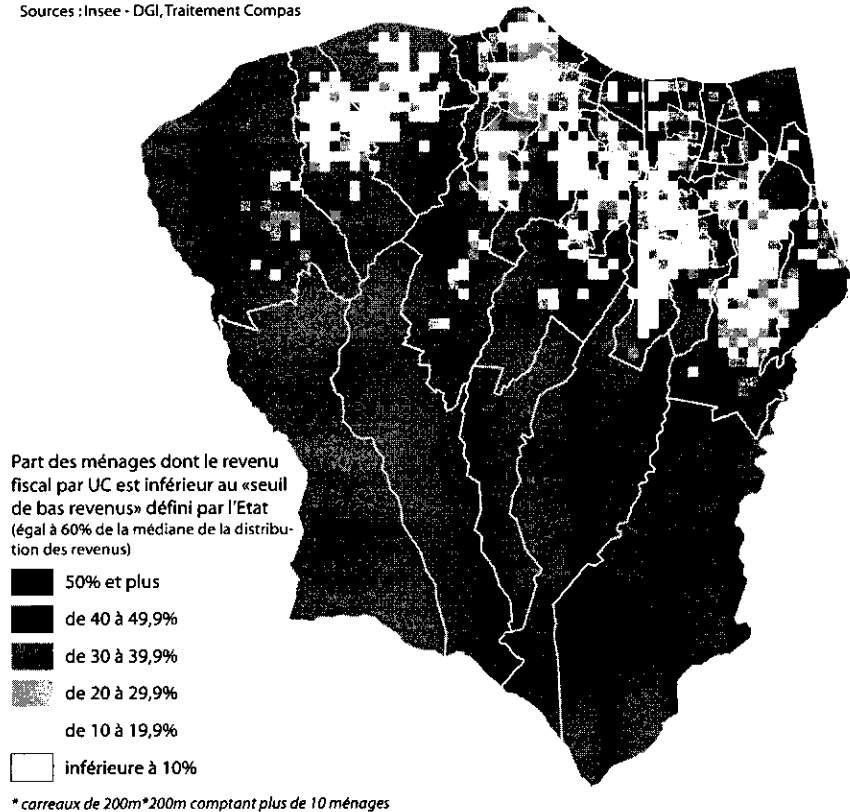 Sources : Insee - DGI, Traitement Compas
Part des ménages dont le revenu
fiscal par UC est inférieur au «seuil
de bas revenus» défini par l'Etat
(égal à 60% de la médiane de la distribu-
tion des revenus)
50% et plus
de 40 à 49,9%
de 30 à 39,9%
de 20 à 29,9%
de 10 à 19,9%
inférieure à 10%
* carreaux de 200m*200m comptant plus de 10 ménages